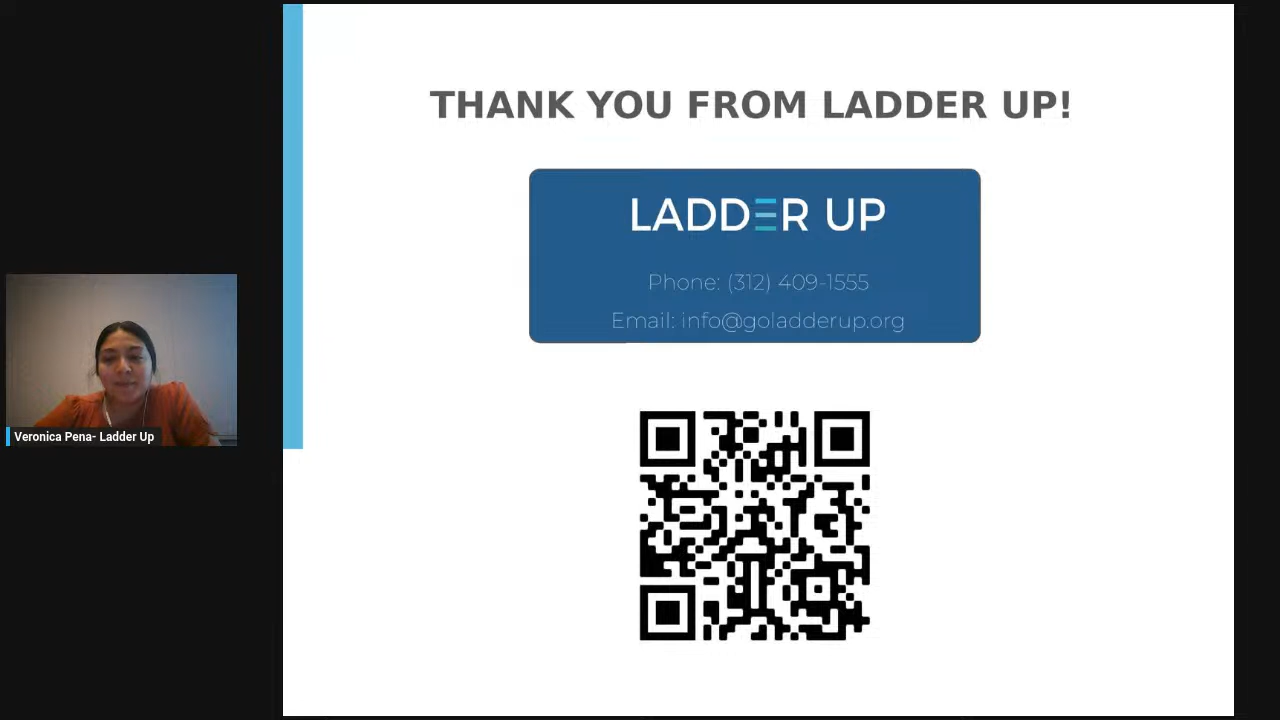 THANK YOU FROM LADDER UP!
LADDER UP
Phone: (312) 409-1555
Email: info@goladderup.org
Veronica Pena- Ladder Up